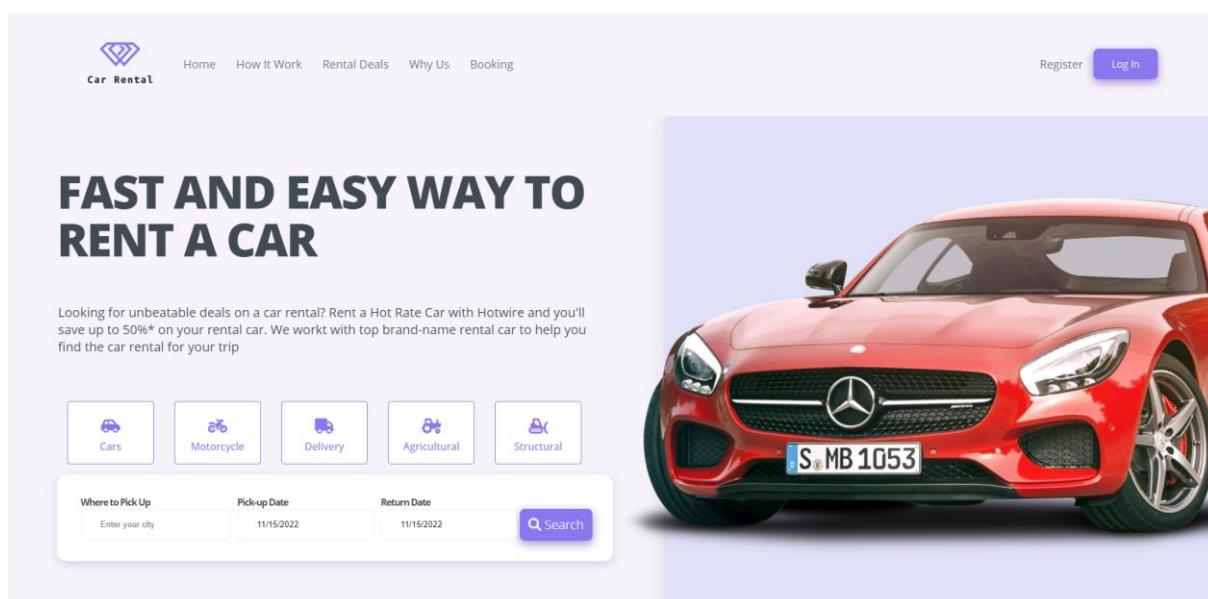 Car Rental
Home How It Work Rental Deals Why Us Booking
Register Log In
FAST AND EASY WAY TO
RENT A CAR
Looking for unbeatable deals on a car rental? Rent a Hot Rate Car with Hotwire and you'll
save up to 50%* on your rental car. We workt with top brand-name rental car to help you
find the car rental for your trip
Cars Motorcycle Delivery Agricultural Structural
Where to Pick Up Pick-up Date Return Date
Enter your city 11/15/2022 11/15/2022 Search
S MB 1053